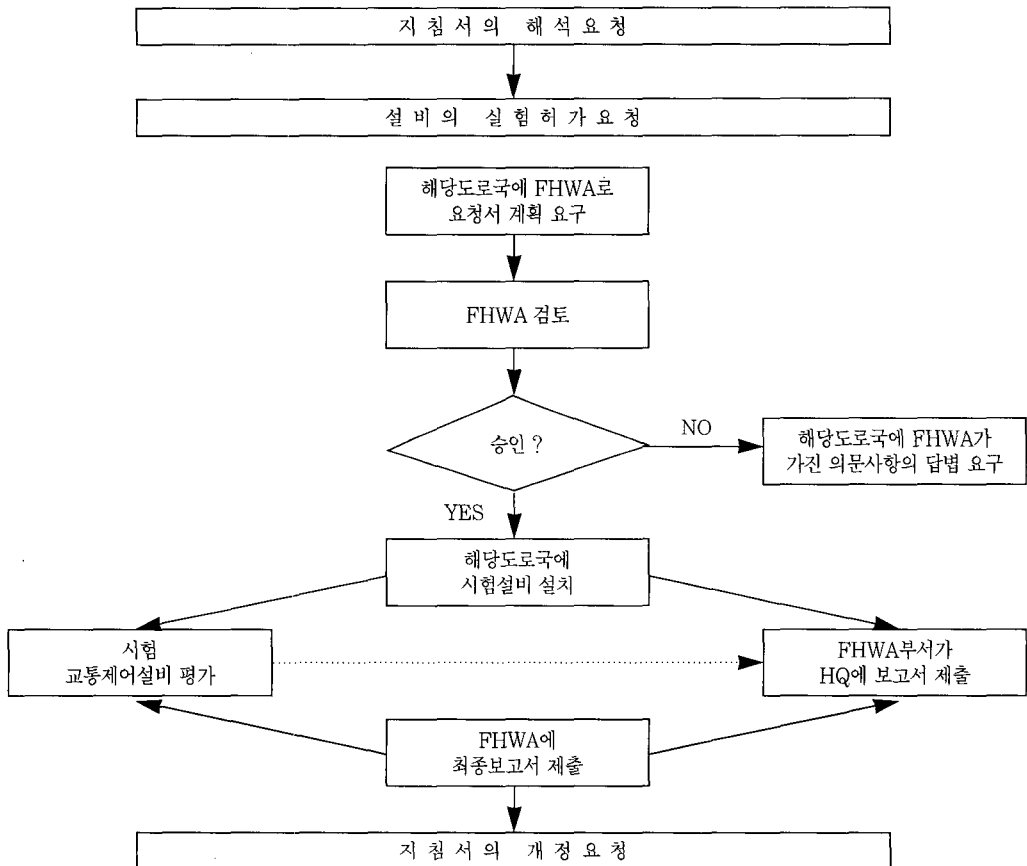 지침서의 해석요청
설비의 실험허가요청
해당도로국에 FHWA로
요청서 계획 요구
FHWA 검토
승인 ?
NO
해당도로국에 FHWA가
가진 의문사항의 답볍 요구
YES
해당도로국에
시험설비 설치
시험
교통제어설비 평가
FHWA부서가
HQ에 보고서 제출
FHWA에
최종보고서 제출
지침서의 개정요청